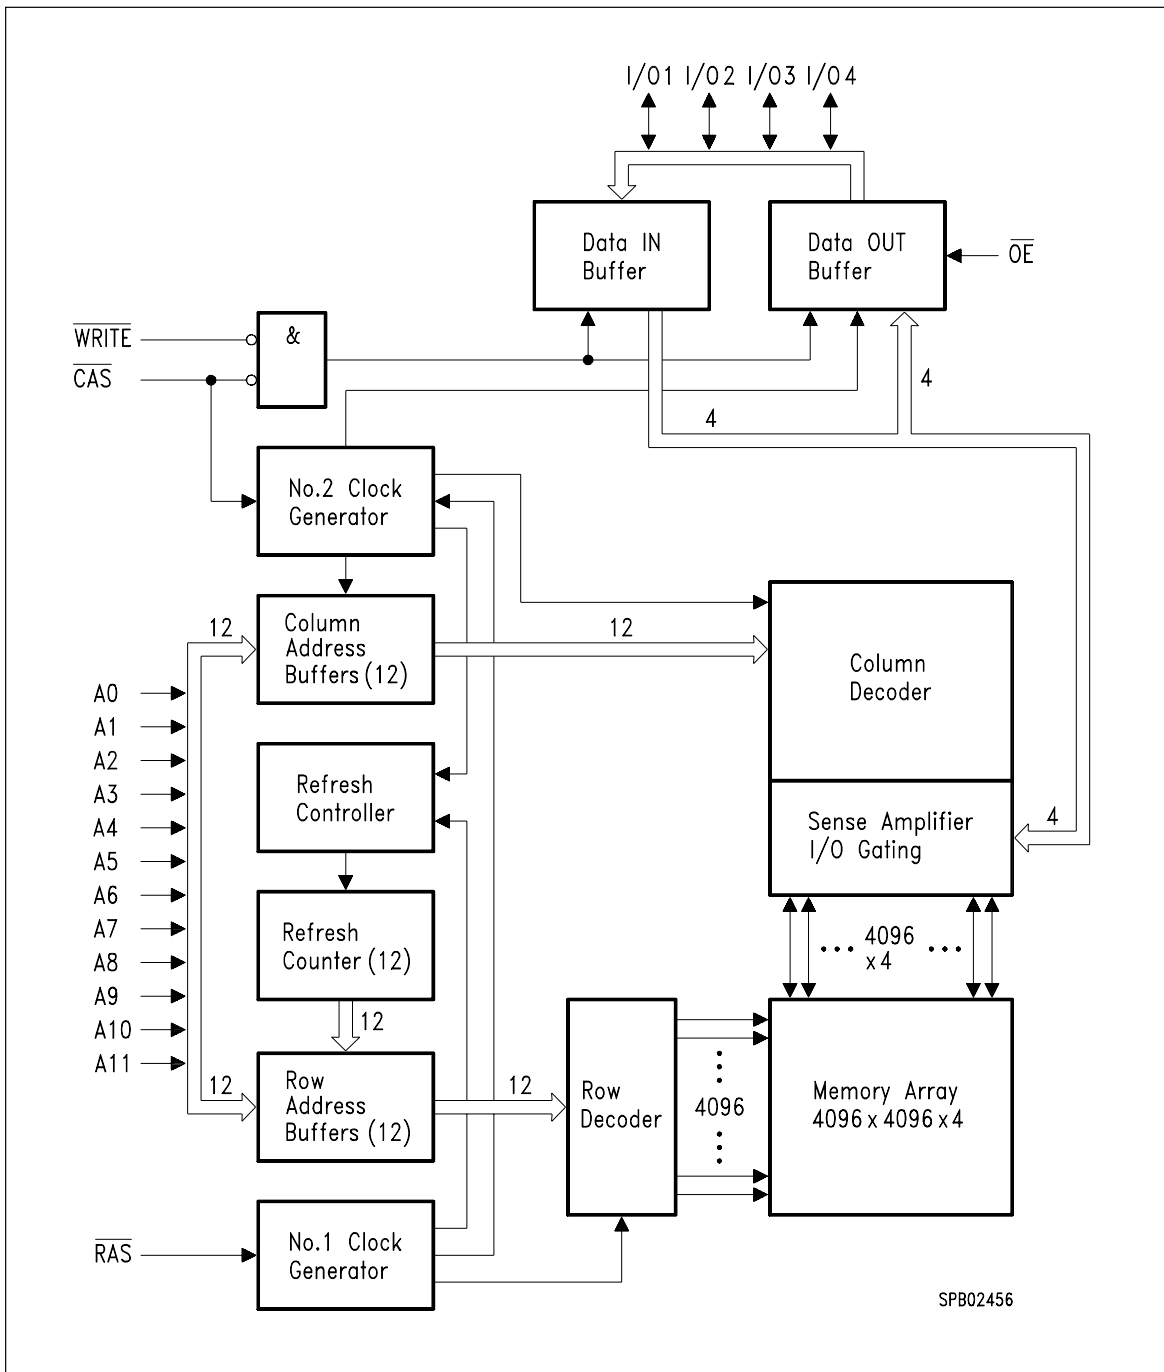 I/O1 I/O2 I/O3 I/O4
Data IN
Buffer
Data OUT
Buffer
OE
WRITE
&
CAS
4
4
No.2 Clock
Generator
12
Column
Address
Buffers (12)
12
Column
Decoder
A0
A1
A2
A3
A4
A5
A6
A7
A8
A9
A10
A11
Refresh
Controller
Sense Amplifier
I/O Gating
4
Refresh
Counter (12)
4096
x 4
12
12
Row
Address
Buffers (12)
12
Row
Decoder
4096
Memory Array
4096 x 4096 x 4
RAS
No.1 Clock
Generator
SPB02456